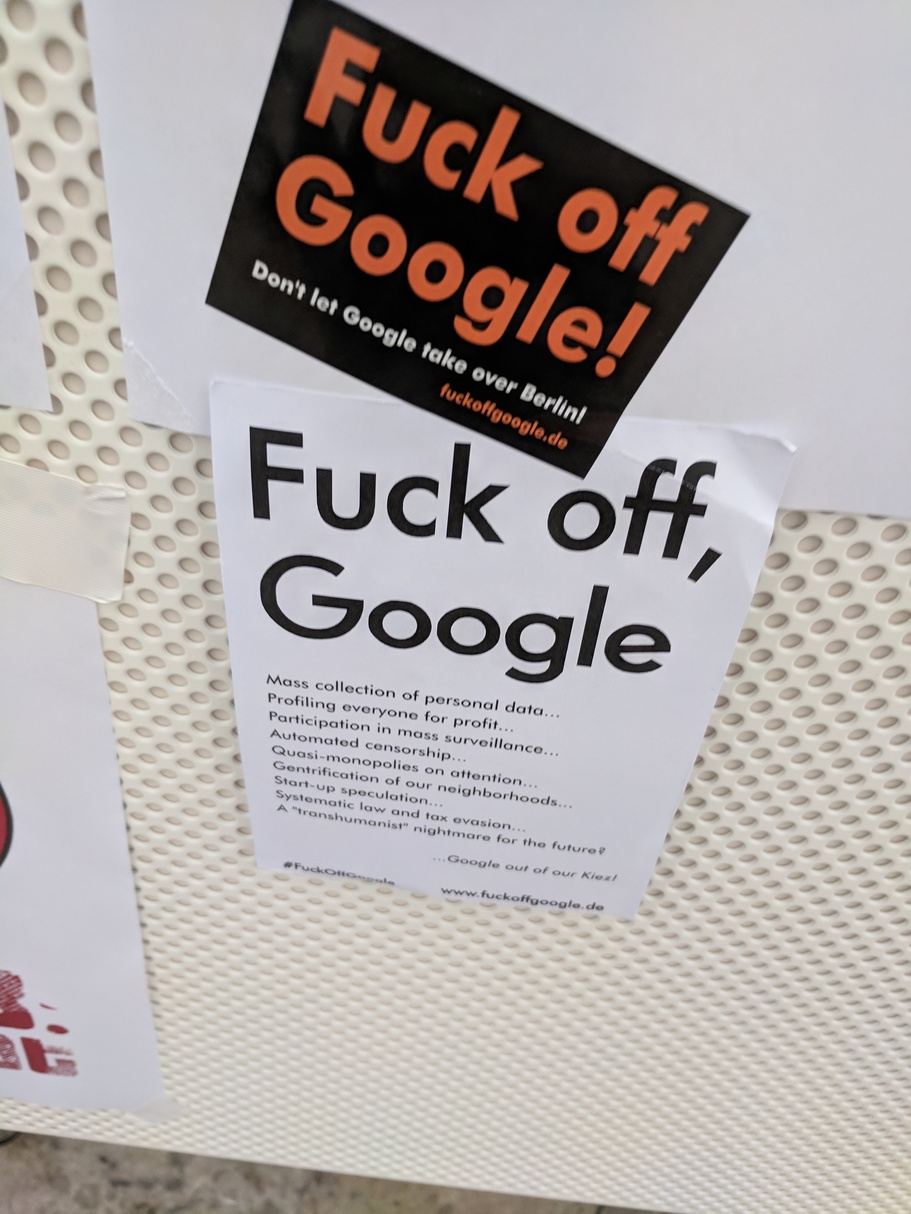 Fuck off
Google!
Don't let Google take over Berlin!
fuckoffgoogle.de
Fuck off,
Google
Mass collection of personal data...
Profiling everyone for profit...
Participation in mass surveillance...
Automated censorship...
Quasi-monopolies on attention...
Gentrification of our neighborhoods...
Start-up speculation...
Systematic law and tax evasion...
A "transhumanist" nightmare for the future?
...Google out of our Kiez!
#FuckOffGoogle
www.fuckoffgoogle.de